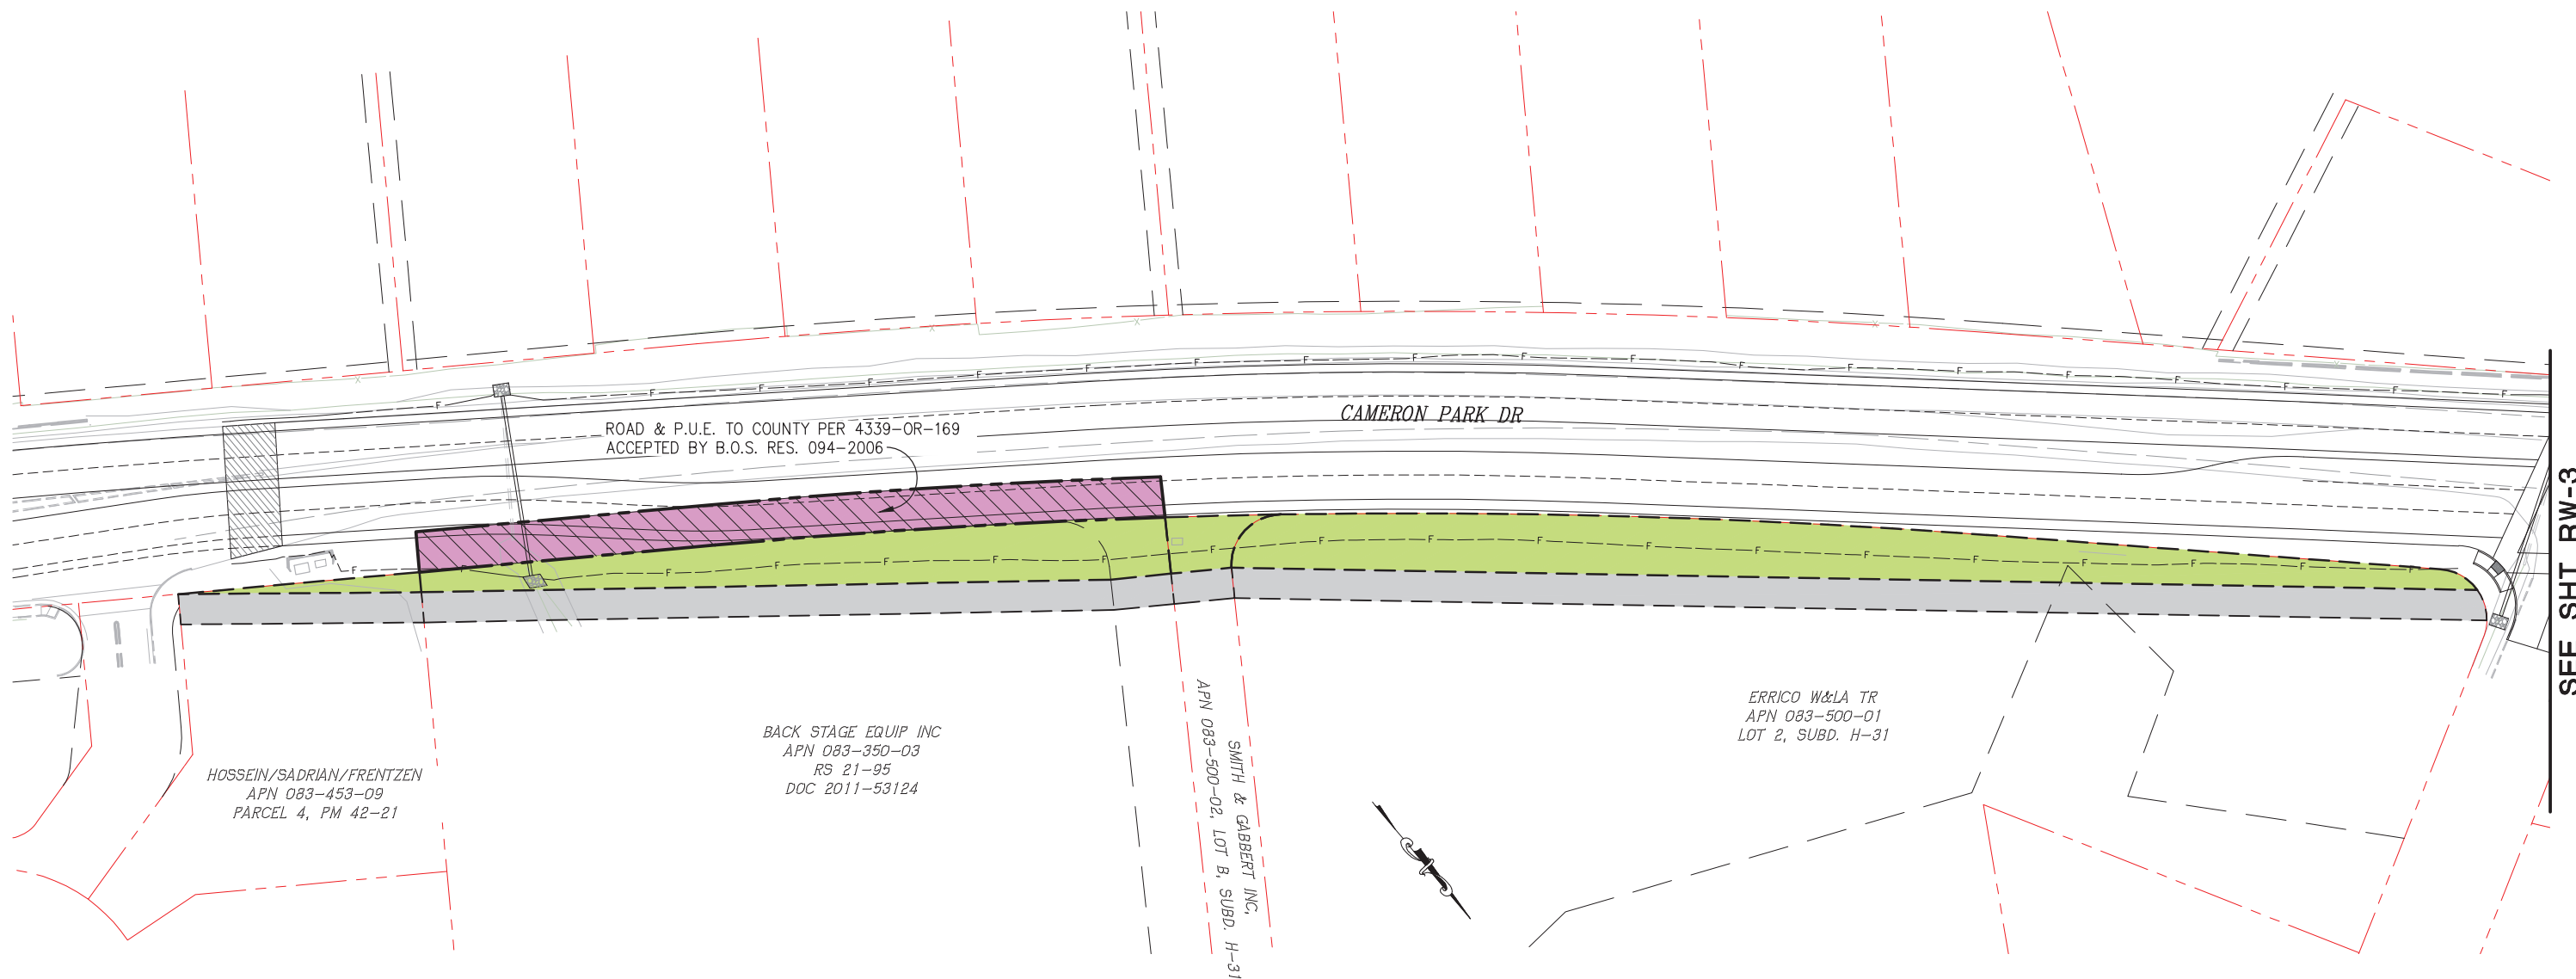 ROAD & P.U.E. TO COUNTY PER 4339-OR-169
ACCEPTED BY B.O.S. RES. 094-2006
CAMERON PARK DR
HOSSEIN/SADRIAN/FRENTZEN
APN 083-453-09
PARCEL 4, PM 42-21
BACK STAGE EQUIP INC
APN 083-350-03
RS 21-95
DOC 2011-53124
SMITH & GABBERT INC,
APN 083-500-02, LOT B, SUBD. H-31
ERRICO W&LA TR
APN 083-500-01
LOT 2, SUBD. H-31
SEE SHT RW-3